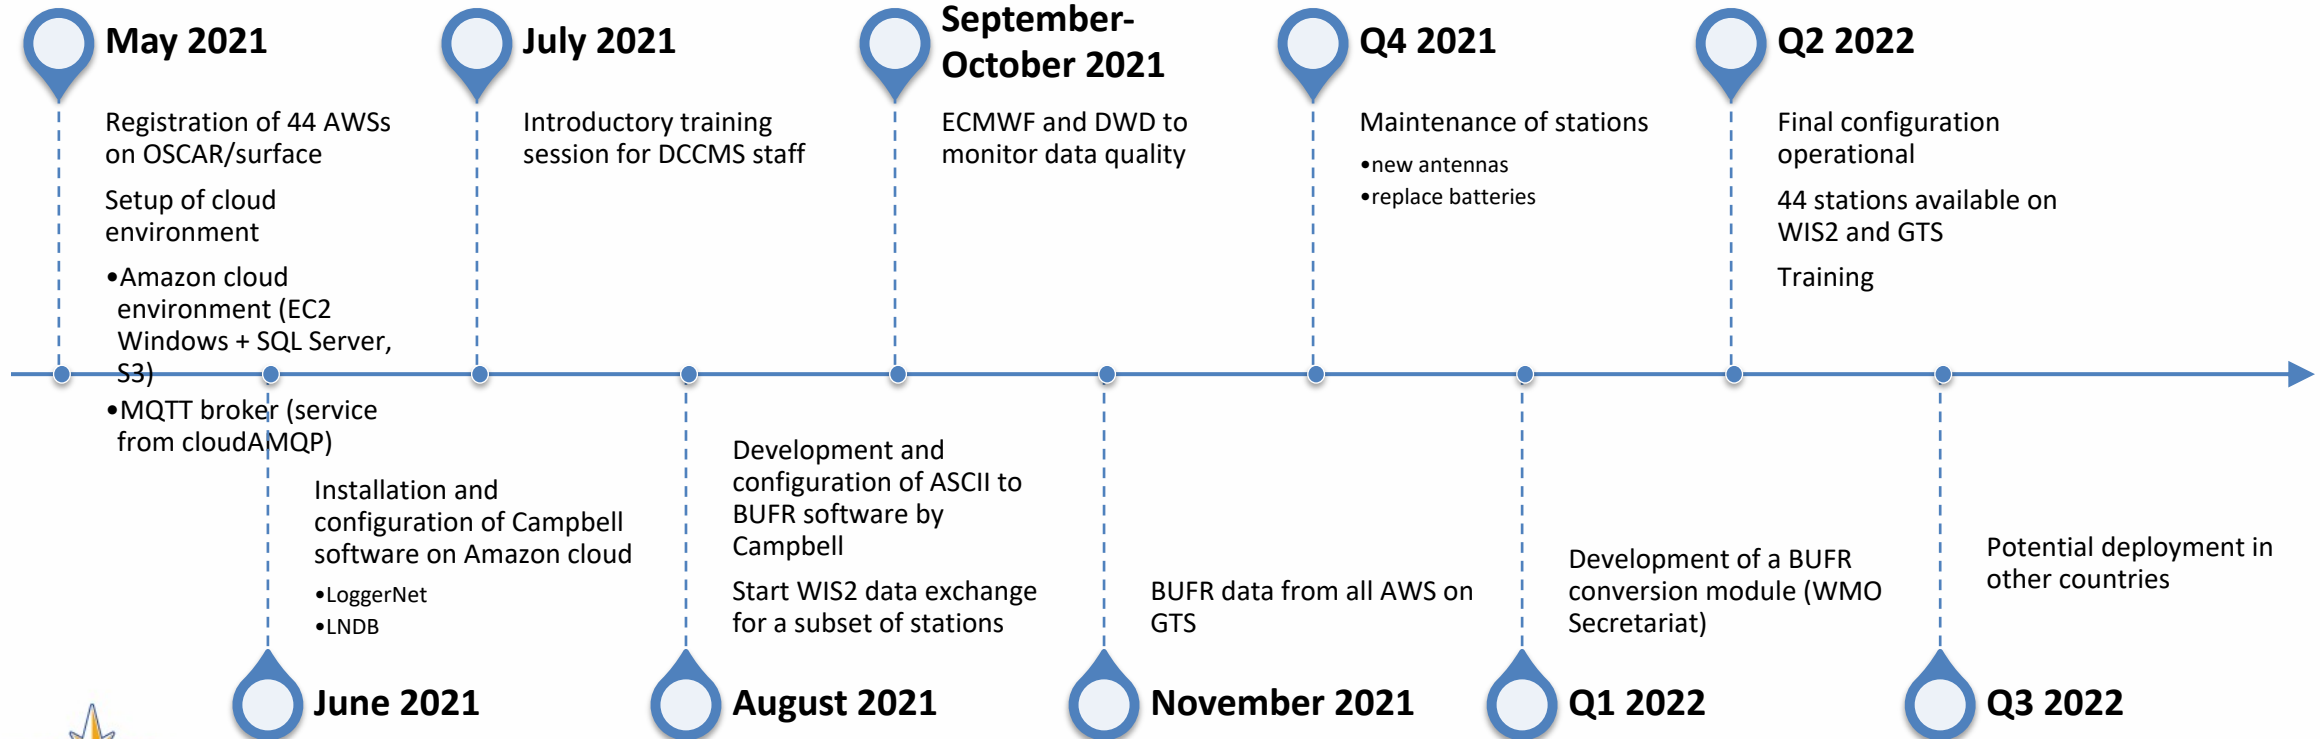 May 2021
Registration of 44 AWSs
on OSCAR/surface
Setup of cloud
environment
•Amazon cloud
environment (EC2
Windows + SQL Server,
S3)
•MQTT broker (service
from cloudAMQP)
June 2021
Installation and
configuration of Campbell
software on Amazon cloud
•LoggerNet
•LNDB
July 2021
Introductory training
session for DCCMS staff
August 2021
Development and
configuration of ASCII to
BUFR software by
Campbell
Start WIS2 data exchange
for a subset of stations
September-
October 2021
ECMWF and DWD to
monitor data quality
November 2021
BUFR data from all AWS on
GTS
Q4 2021
Maintenance of stations
•new antennas
•replace batteries
Q1 2022
Development of a BUFR
conversion module (WMO
Secretariat)
Q2 2022
Final configuration
operational
44 stations available on
WIS2 and GTS
Training
Q3 2022
Potential deployment in
other countries